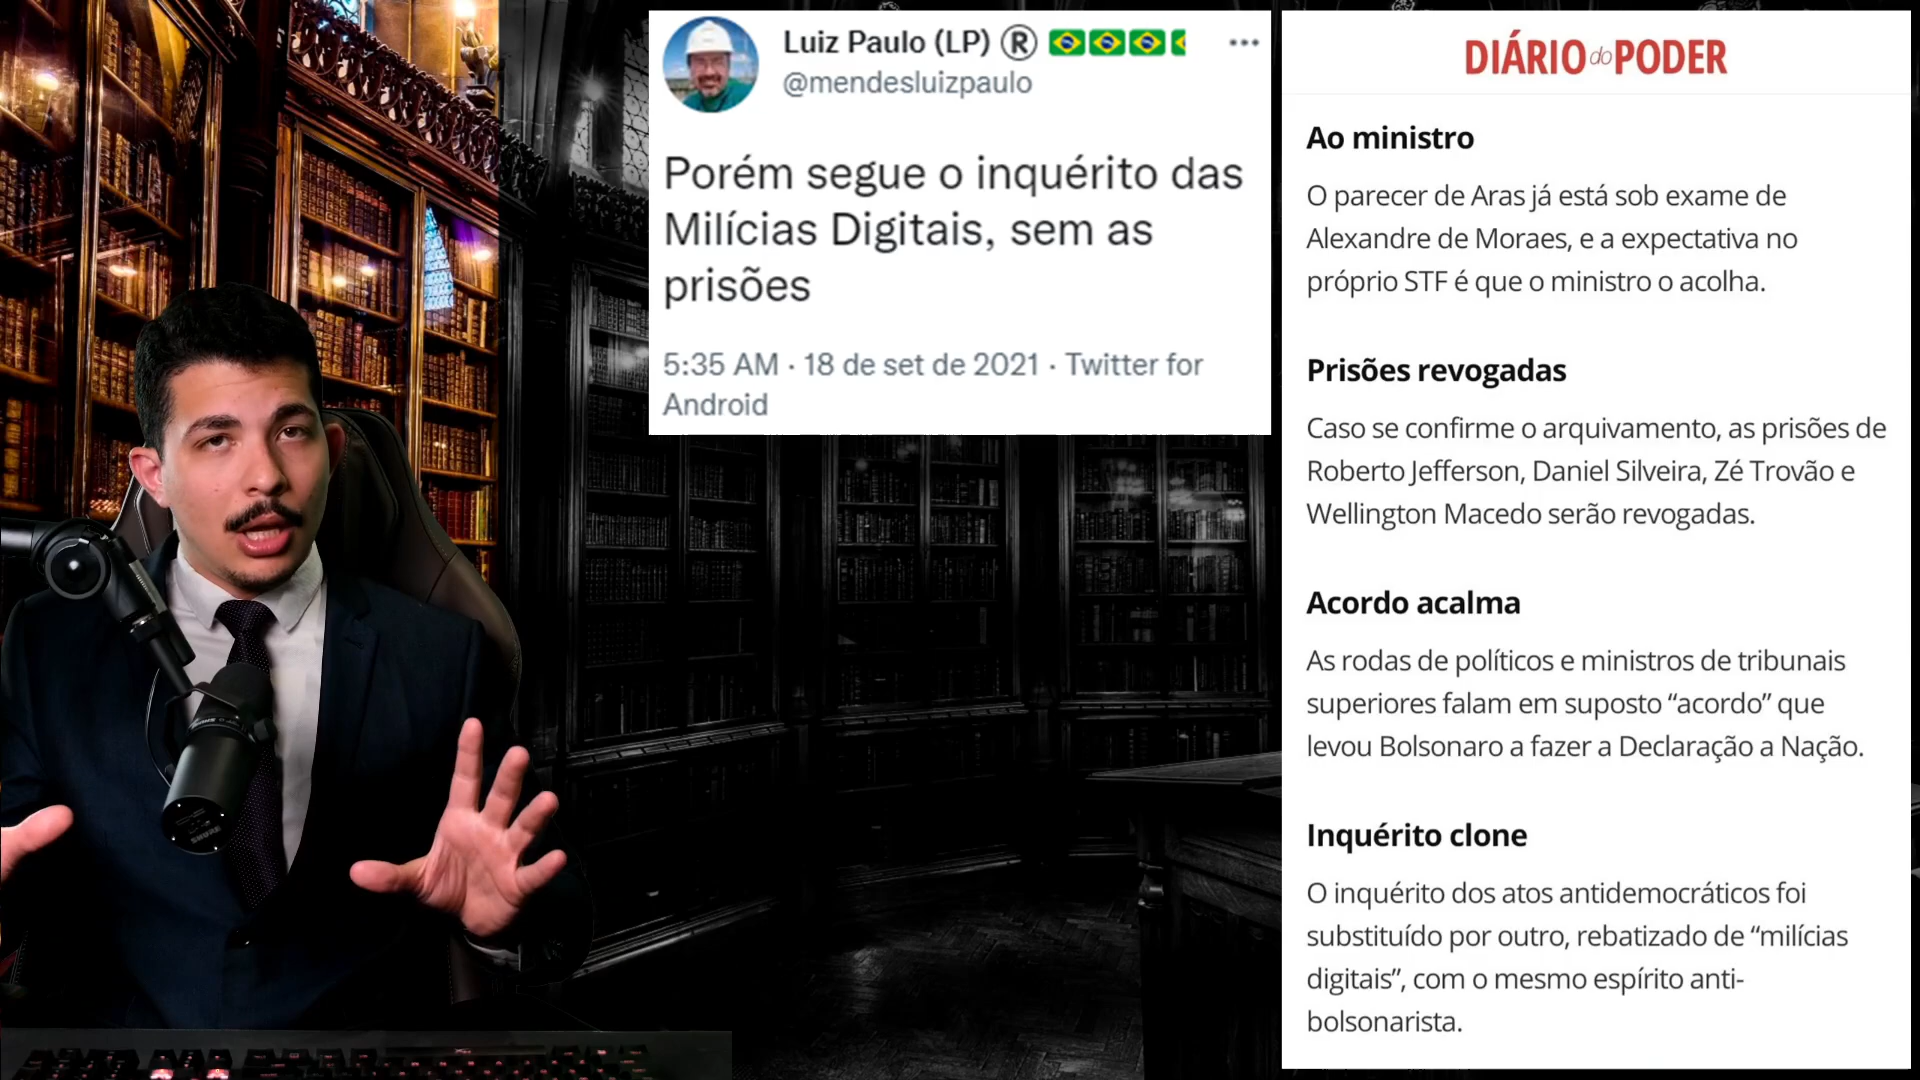 Luiz Paulo (LP) ® 🇧🇷🇧🇷🇧🇷
@mendesluizpaulo
Porém segue o inquérito das
Milícias Digitais, sem as
prisões
5:35 AM · 18 de set de 2021 · Twitter for
Android
DIÁRIO do PODER
Ao ministro
O parecer de Aras já está sob exame de
Alexandre de Moraes, e a expectativa no
próprio STF é que o ministro o acolha.
Prisões revogadas
Caso se confirme o arquivamento, as prisões de
Roberto Jefferson, Daniel Silveira, Zé Trovão e
Wellington Macedo serão revogadas.
Acordo acalma
As rodas de políticos e ministros de tribunais
superiores falam em suposto “acordo” que
levou Bolsonaro a fazer a Declaração a Nação.
Inquérito clone
O inquérito dos atos antidemocráticos foi
substituído por outro, rebatizado de “milícias
digitais”, com o mesmo espírito anti-
bolsonarista.
SHURE